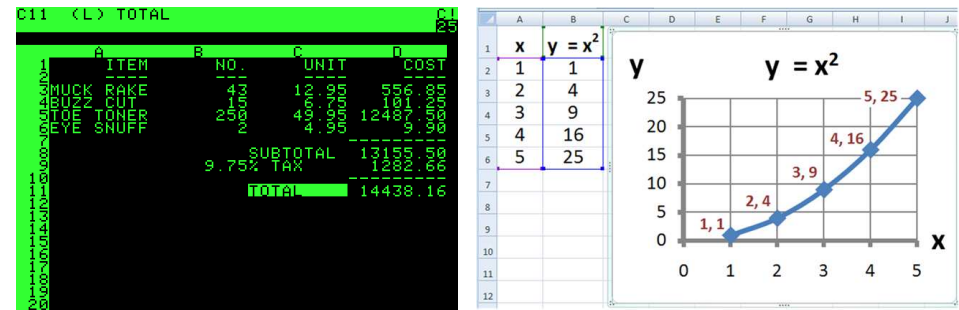 C11 (L) TOTAL C!
25
A B C D
1 ITEM NO. UNIT COST
2 ---- --- ---- ----
3 MUCK RAKE 43 12.95 556.85
4 BUZZ CUT 15 6.75 101.25
5 TOE TONER 250 49.95 12487.50
6 EYE SNUFF 2 4.95 9.90
7 ---------
8 SUBTOTAL 13155.50
9 9.75% TAX 1282.66
10 ---------
11 TOTAL 14438.16
12
13
14
15
16
17
18
19
20
A B C D E F G H I J
1 x y = x²
2 1 1
3 2 4
4 3 9
5 4 16
6 5 25
7
8
9
10
11
12
y y = x²
25
20
15
10
5
0
5, 25
4, 16
3, 9
2, 4
1, 1
x
0 1 2 3 4 5